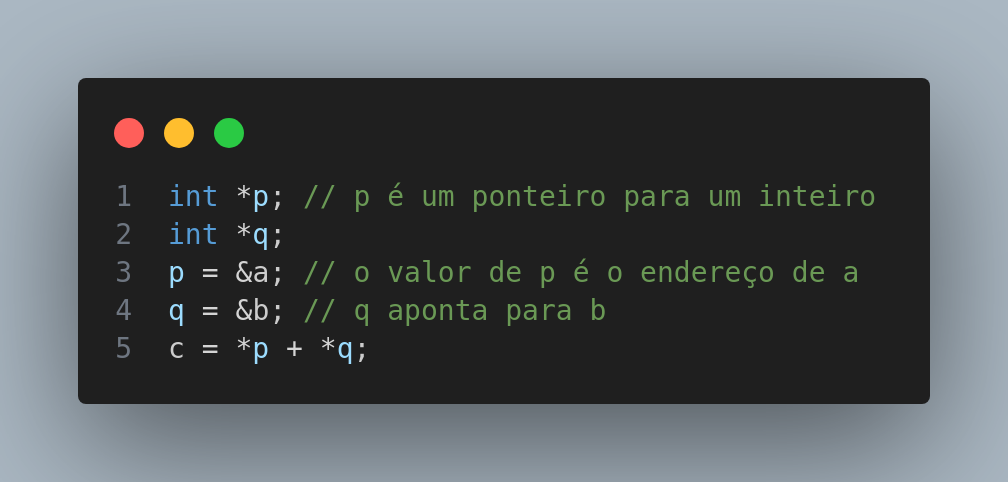 1 int *p; // p é um ponteiro para um inteiro
2 int *q;
3 p = &a; // o valor de p é o endereço de a
4 q = &b; // q aponta para b
5 c = *p + *q;